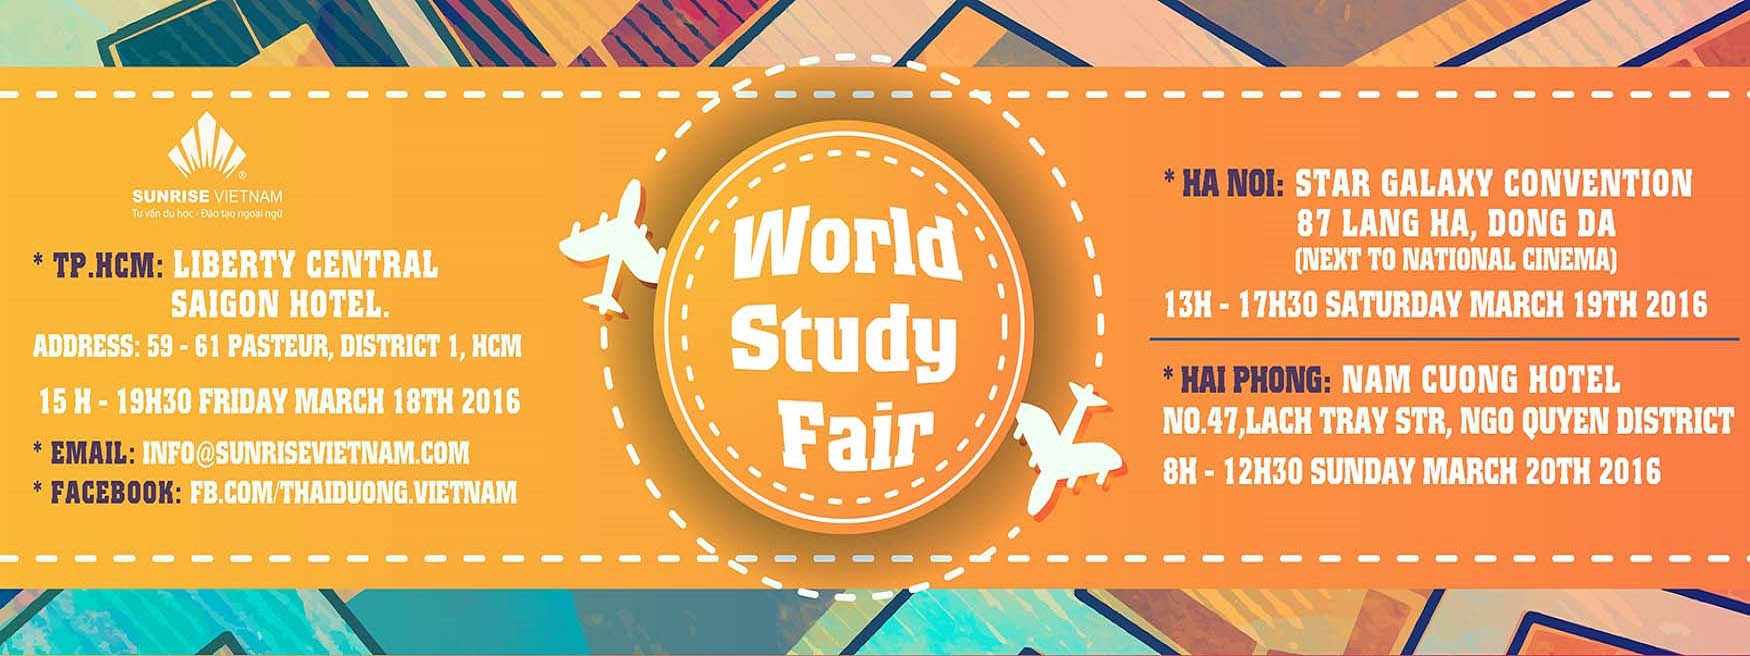 SUNRISE VIETNAM
Tư vấn du học - Đào tạo ngoại ngữ
* TP.HCM: LIBERTY CENTRAL
SAIGON HOTEL.
ADDRESS: 59 - 61 PASTEUR, DISTRICT 1, HCM
15 H - 19H30 FRIDAY MARCH 18TH 2016
* EMAIL: INFO@SUNRISEVIETNAM.COM
* FACEBOOK: FB.COM/THAIDUONG.VIETNAM
World
Study
Fair
* HA NOI: STAR GALAXY CONVENTION
87 LANG HA, DONG DA
(NEXT TO NATIONAL CINEMA)
13H - 17H30 SATURDAY MARCH 19TH 2016
* HAI PHONG: NAM CUONG HOTEL
NO.47,LACH TRAY STR, NGO QUYEN DISTRICT
8H - 12H30 SUNDAY MARCH 20TH 2016